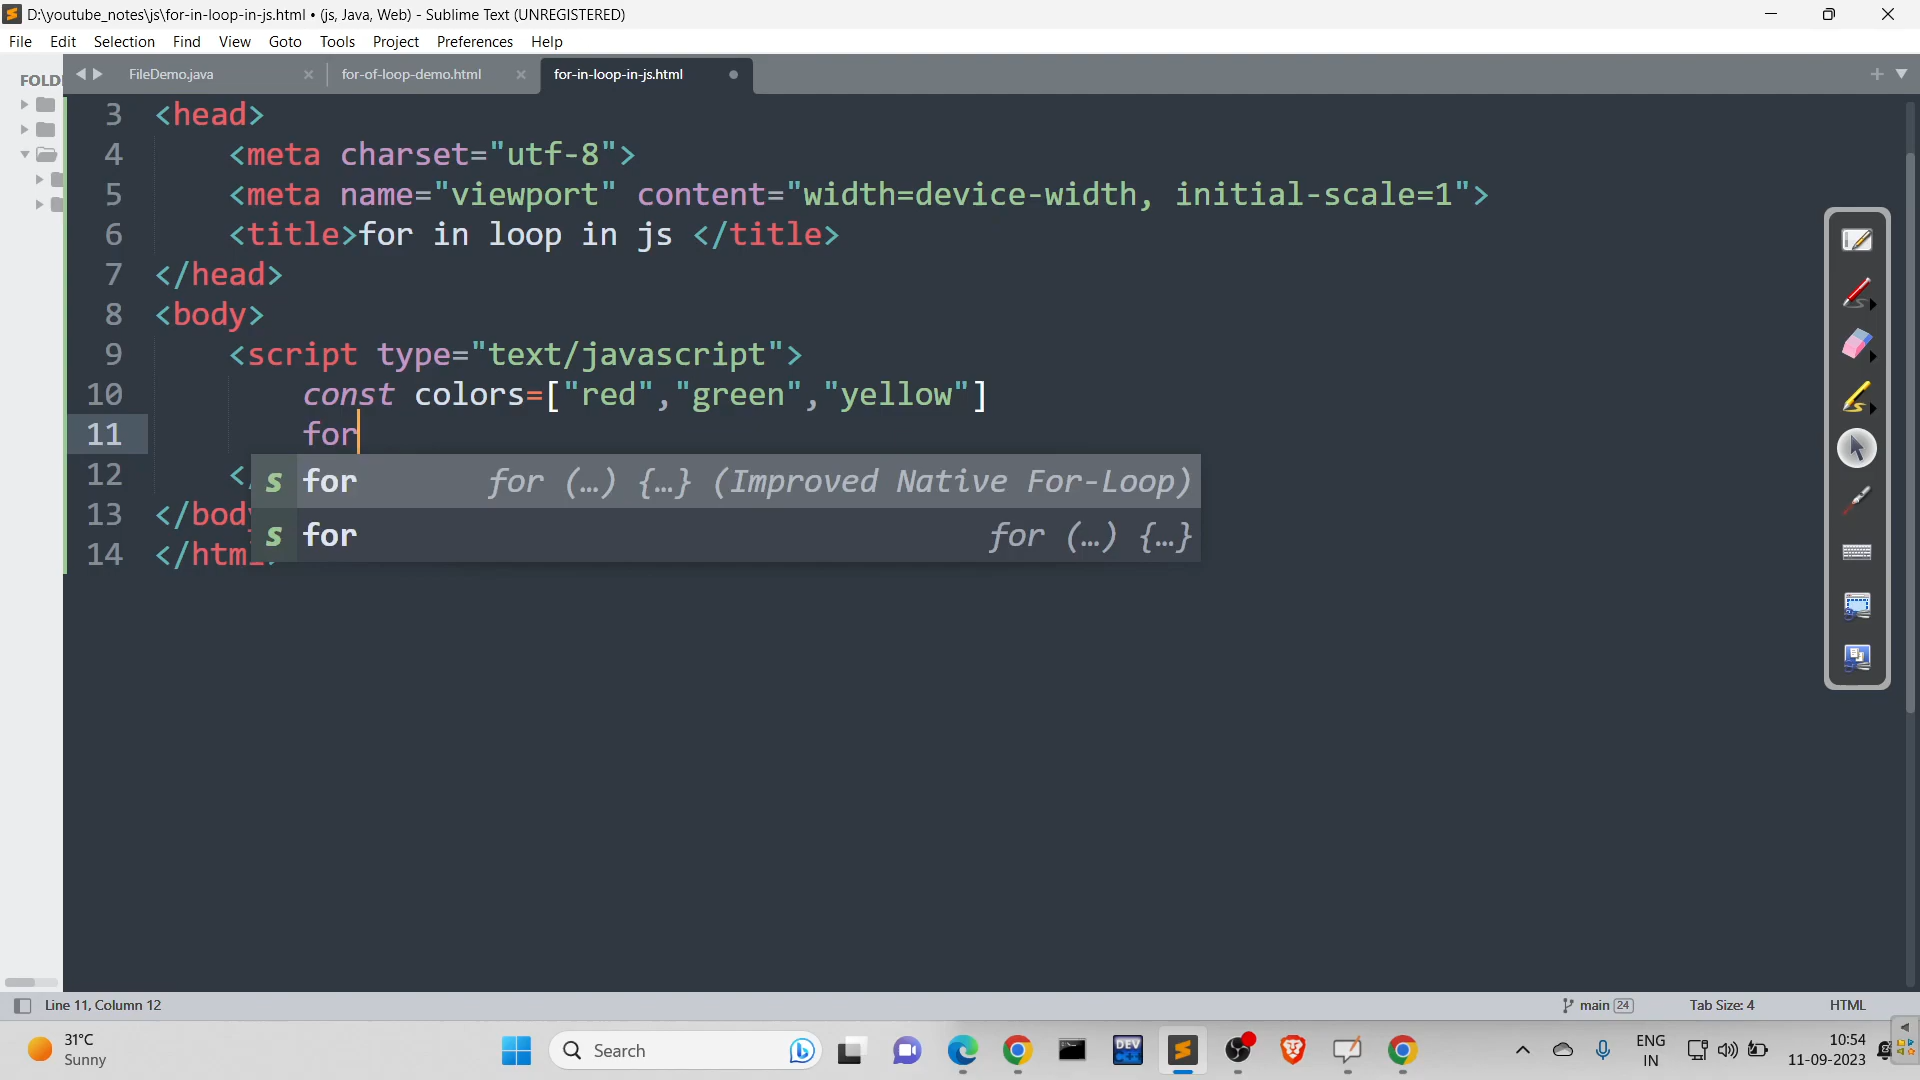 D:\youtube_notes\js\for-in-loop-in-js.html • (js, Java, Web) - Sublime Text (UNREGISTERED)
File Edit Selection Find View Goto Tools Project Preferences Help
FOLD
FileDemo.java × for-of-loop-demo.html × for-in-loop-in-js.html
3 <head>
4 <meta charset="utf-8">
5 <meta name="viewport" content="width=device-width, initial-scale=1">
6 <title>for in loop in js </title>
7 </head>
8 <body>
9 <script type="text/javascript">
10 const colors=["red","green","yellow"]
11 for
12 </
s for for (…) {…} (Improved Native For-Loop)
13 </body
s for for (…) {…}
14 </html>
Line 11, Column 12 main 24 Tab Size: 4 HTML
31°C
Sunny
Search
DEV
ENG
IN
10:54
11-09-2023